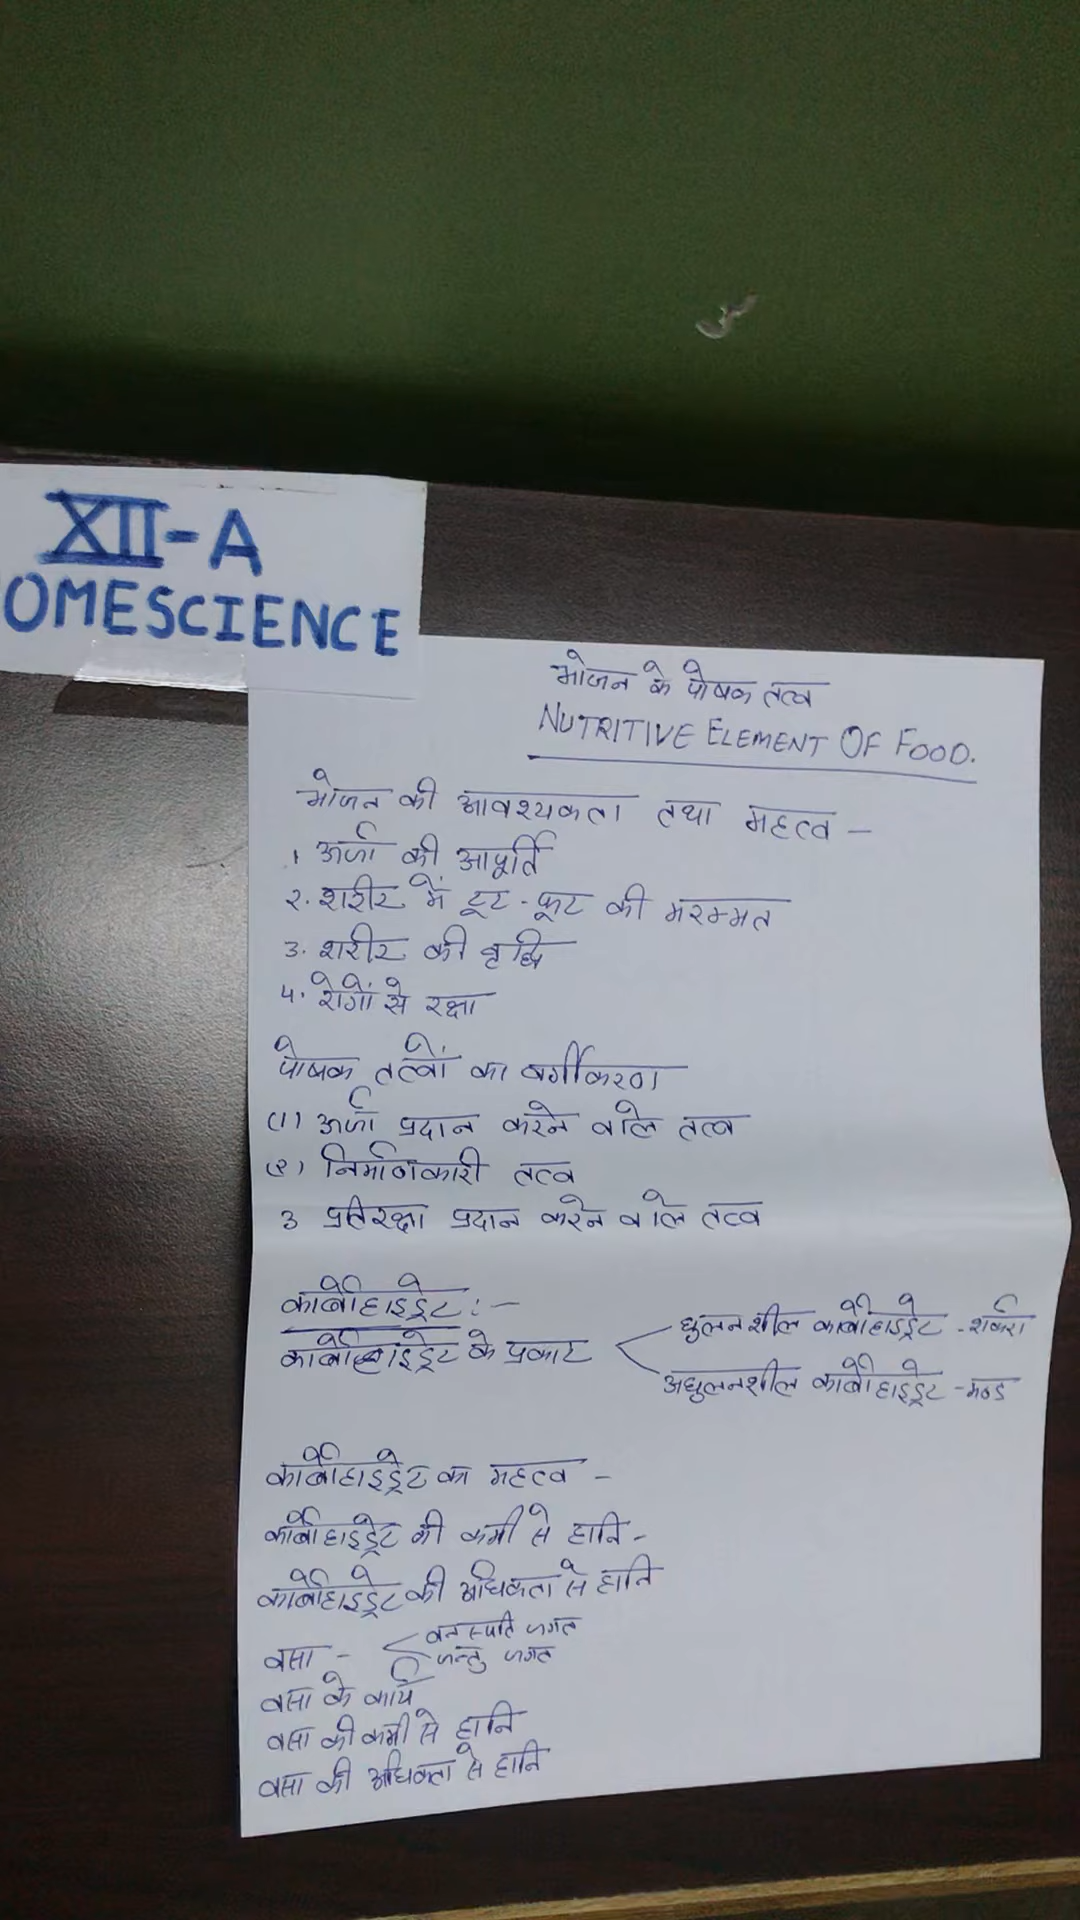 XII-A
OMESCIENCE
भोजन के पोषक तत्व
NUTRITIVE ELEMENT OF FOOD.
भोजन की आवश्यकता तथा महत्व -
1. ऊर्जा की आपूर्ति
२. शरीर में टूट-फूट की मरम्मत
3. शरीर की वृद्धि
4. रोगों से रक्षा
पोषक तत्वों का वर्गीकरण
(1) ऊर्जा प्रदान करने वाले तत्व
(२) निर्माणकारी तत्व
3 प्रतिरक्षा प्रदान करने वाले तत्व
कार्बोहाइड्रेट :-
कार्बोहाइड्रेट के प्रकार
घुलनशील कार्बोहाइड्रेट - शर्करा
अघुलनशील कार्बोहाइड्रेट - मण्ड
कार्बोहाइड्रेट का महत्व -
कार्बोहाइड्रेट की कमी से हानि -
कार्बोहाइड्रेट की अधिकता से हानि
वसा -
वनस्पति जगत
जन्तु जगत
वसा के कार्य
वसा की कमी से हानि
वसा की अधिकता से हानि